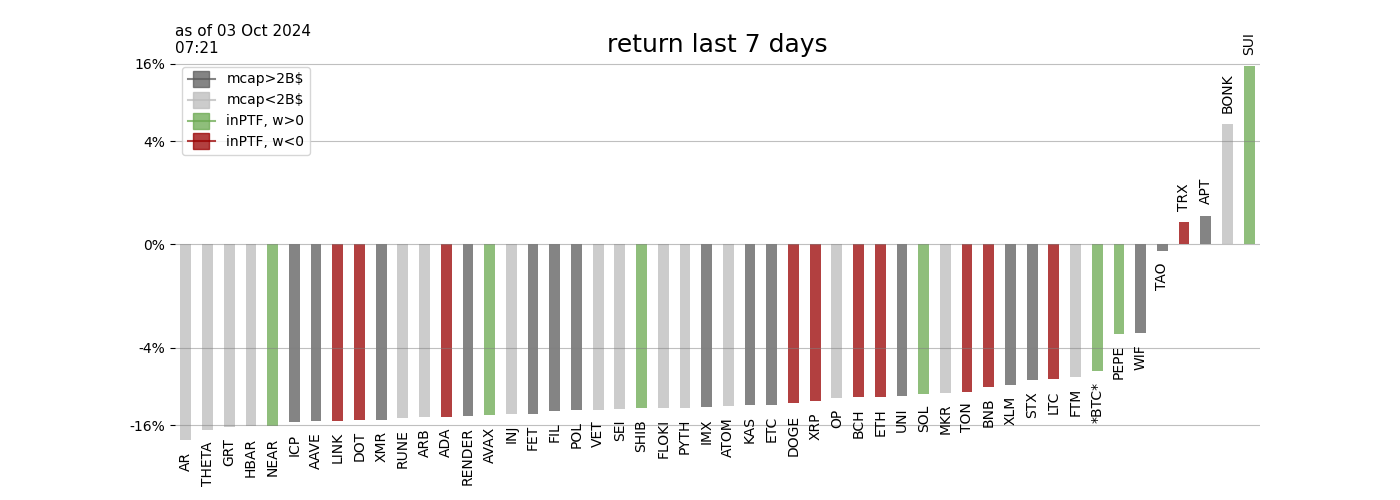 as of 03 Oct 2024
07:21
return last 7 days
16%
4%
0%
-4%
-16%
mcap>2B$
mcap<2B$
inPTF, w>0
inPTF, w<0
AR
THETA
GRT
HBAR
NEAR
ICP
AAVE
LINK
DOT
XMR
RUNE
ARB
ADA
RENDER
AVAX
INJ
FET
FIL
POL
VET
SEI
SHIB
FLOKI
PYTH
IMX
ATOM
KAS
ETC
DOGE
XRP
OP
BCH
ETH
UNI
SOL
MKR
TON
BNB
XLM
STX
LTC
FTM
*BTC*
PEPE
WIF
TAO
TRX
APT
BONK
SUI